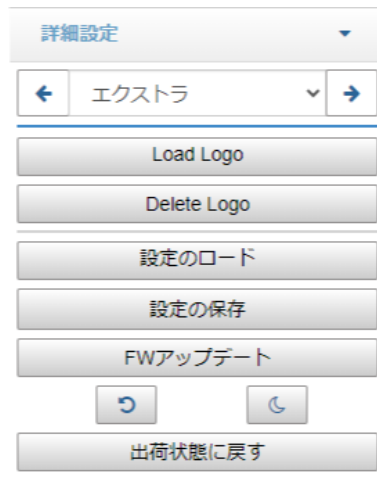 詳細設定
エクストラ
Load Logo
Delete Logo
設定のロード
設定の保存
FWアップデート
出荷状態に戻す